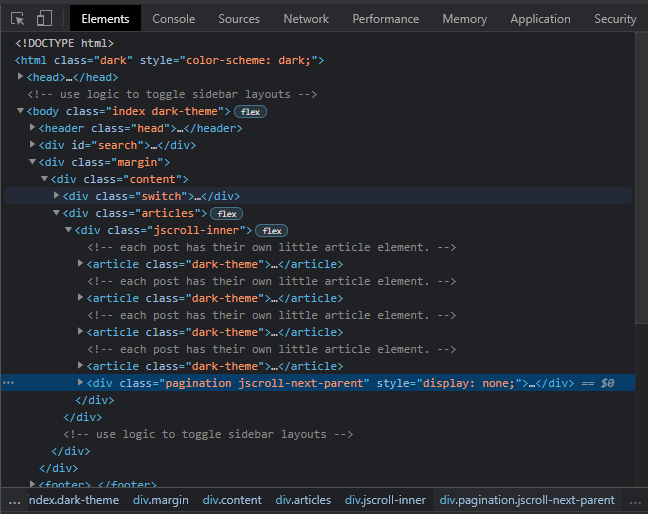 Elements Console Sources Network Performance Memory Application Security
<!DOCTYPE html>
<html class="dark" style="color-scheme: dark;">
<head>…</head>
<!-- use logic to toggle sidebar layouts -->
<body class="index dark-theme"> flex
<header class="head">…</header>
<div id="search">…</div>
<div class="margin">
<div class="content">
<div class="switch">…</div>
<div class="articles"> flex
<div class="jscroll-inner"> flex
<!-- each post has their own little article element. -->
<article class="dark-theme">…</article>
<!-- each post has their own little article element. -->
<article class="dark-theme">…</article>
<!-- each post has their own little article element. -->
<article class="dark-theme">…</article>
<!-- each post has their own little article element. -->
<article class="dark-theme">…</article>
… <div class="pagination jscroll-next-parent" style="display: none;">…</div> == $0
</div>
</div>
<!-- use logic to toggle sidebar layouts -->
</div>
</div>
<footer>…</footer>
… ndex.dark-theme div.margin div.content div.articles div.jscroll-inner div.pagination.jscroll-next-parent …